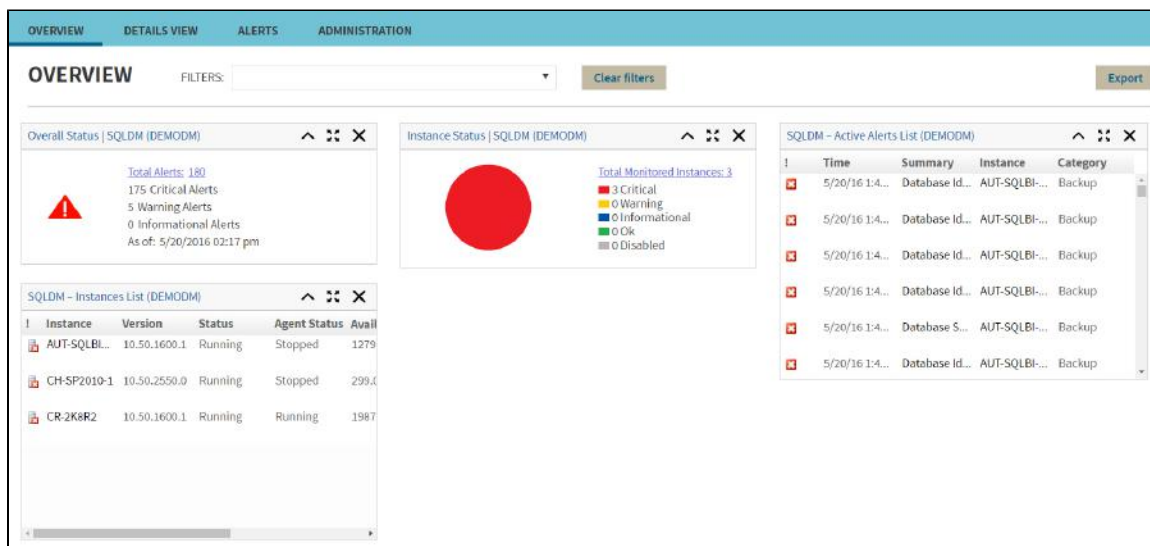 OVERVIEW DETAILS VIEW ALERTS ADMINISTRATION
OVERVIEW FILTERS: Clear filters Export
Overall Status | SQLDM (DEMODM)
Total Alerts: 180
175 Critical Alerts
5 Warning Alerts
0 Informational Alerts
As of: 5/20/2016 02:17 pm
Instance Status | SQLDM (DEMODM)
Total Monitored Instances: 3
3 Critical
0 Warning
0 Informational
0 Ok
0 Disabled
SQLDM – Active Alerts List (DEMODM)
! Time Summary Instance Category
5/20/16 1:4... Database Id... AUT-SQLBI-... Backup
5/20/16 1:4... Database Id... AUT-SQLBI-... Backup
5/20/16 1:4... Database Id... AUT-SQLBI-... Backup
5/20/16 1:4... Database Id... AUT-SQLBI-... Backup
5/20/16 1:4... Database S... AUT-SQLBI-... Backup
5/20/16 1:4... Database Id... AUT-SQLBI-... Backup
SQLDM – Instances List (DEMODM)
! Instance Version Status Agent Status Avail
AUT-SQLBI... 10.50.1600.1 Running Stopped 1279
CH-SP2010-1 10.50.2550.0 Running Stopped 299.0
CR-2K8R2 10.50.1600.1 Running Running 1987